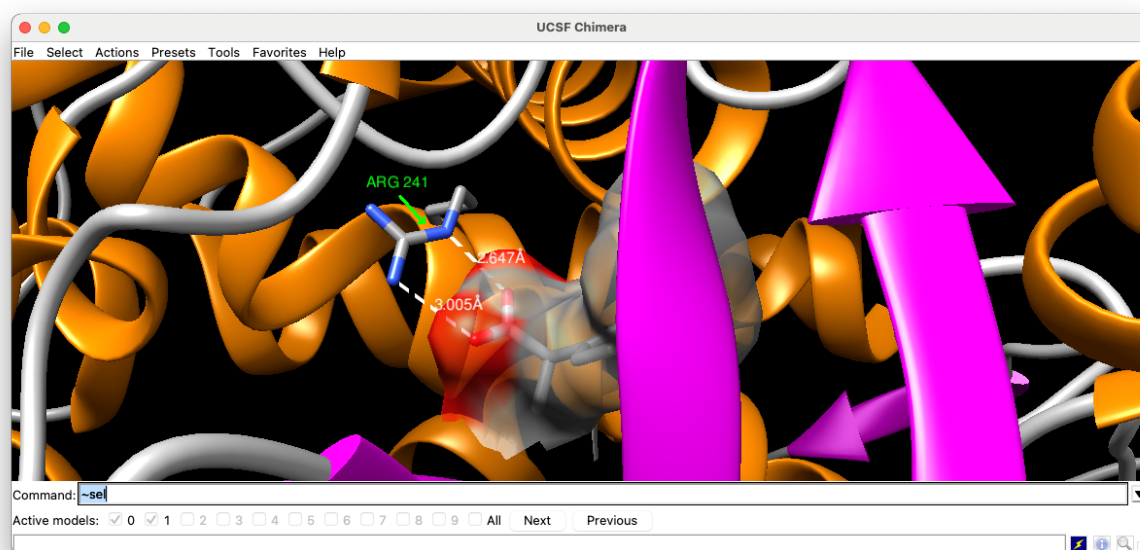 UCSF Chimera
File Select Actions Presets Tools Favorites Help
ARG 241
2.647Å
3.005Å
Command: ~sel
Active models: 0 1 2 3 4 5 6 7 8 9 All Next Previous